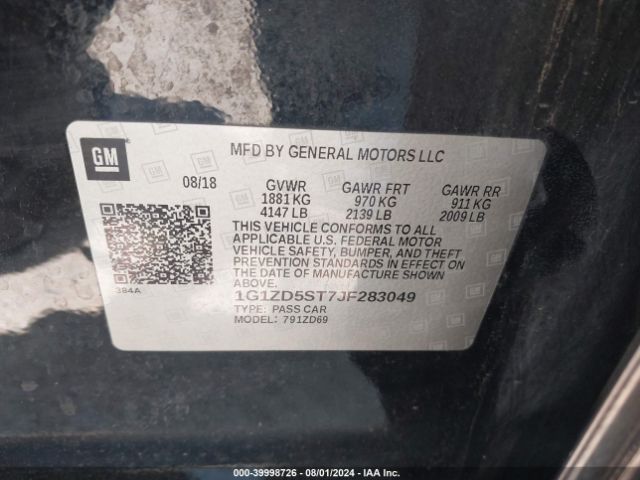 GM
MFD BY GENERAL MOTORS LLC
08/18
GVWR GAWR FRT GAWR RR
1881 KG 970 KG 911 KG
4147 LB 2139 LB 2009 LB
THIS VEHICLE CONFORMS TO ALL
APPLICABLE U.S. FEDERAL MOTOR
VEHICLE SAFETY, BUMPER, AND THEFT
PREVENTION STANDARDS IN EFFECT
ON THE DATE OF MANUFACTURE SHOWN
ABOVE.
384A
1G1ZD5ST7JF283049
TYPE: PASS CAR
MODEL: 791ZD69
000-39998726 - 08/01/2024 - IAA Inc.